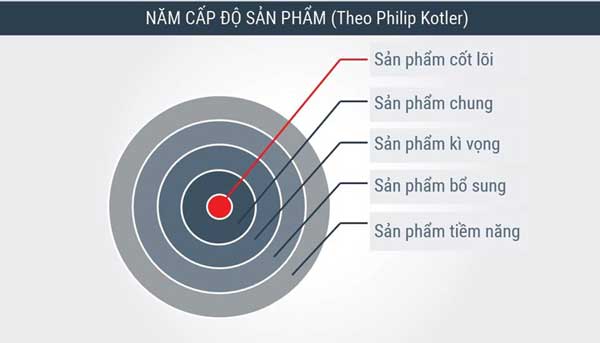 NĂM CẤP ĐỘ SẢN PHẨM (Theo Philip Kotler)
Sản phẩm cốt lõi
Sản phẩm chung
Sản phẩm kì vọng
Sản phẩm bổ sung
Sản phẩm tiềm năng